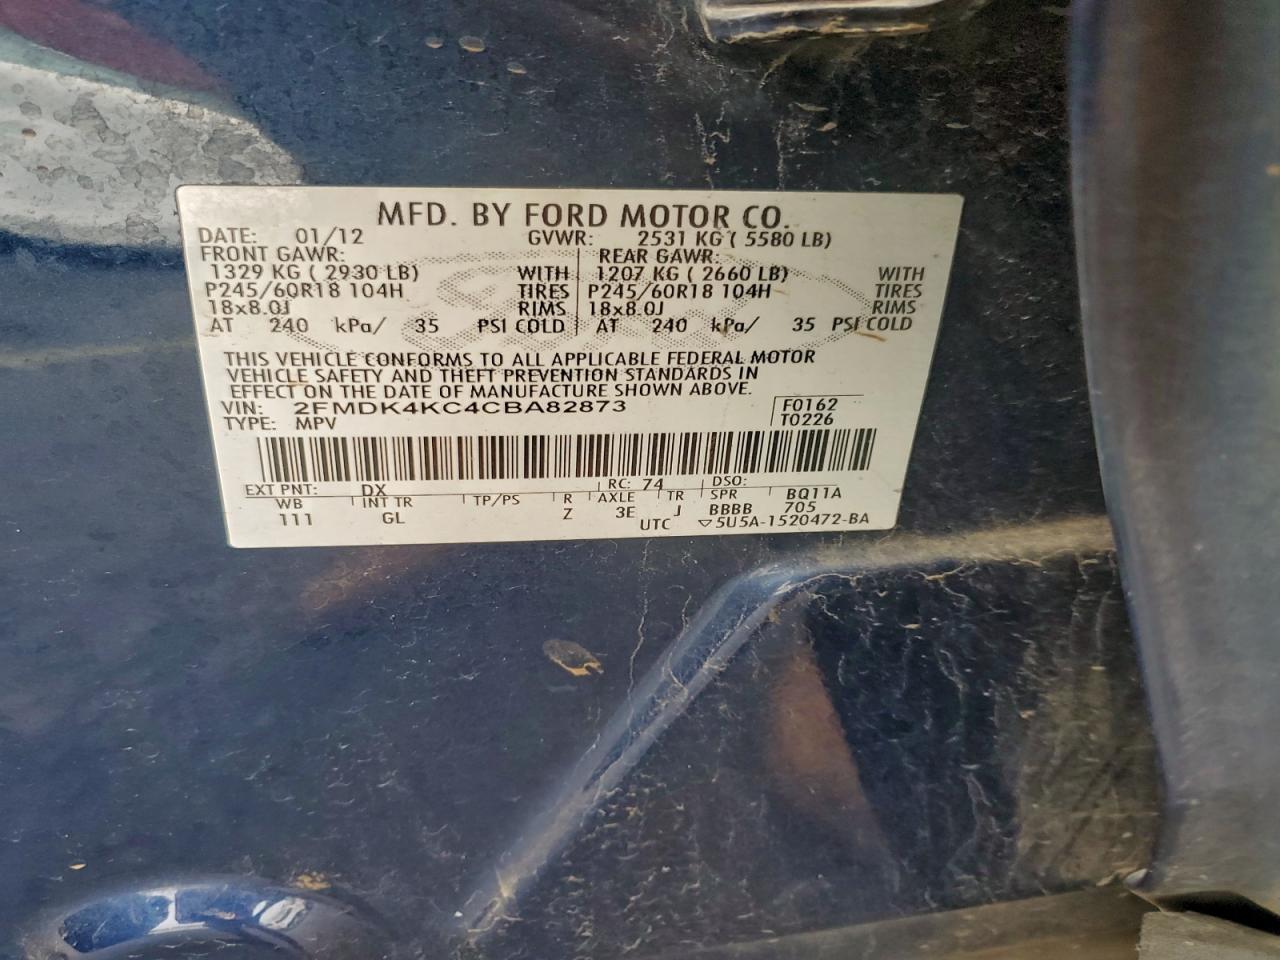 MFD. BY FORD MOTOR CO.
DATE: 01/12 GVWR: 2531 KG ( 5580 LB)
FRONT GAWR: REAR GAWR:
1329 KG ( 2930 LB) WITH 1207 KG ( 2660 LB) WITH
P245/60R18 104H TIRES P245/60R18 104H TIRES
18x8.0J RIMS 18x8.0J RIMS
AT 240 kPa/ 35 PSI COLD AT 240 kPa/ 35 PSI COLD
THIS VEHICLE CONFORMS TO ALL APPLICABLE FEDERAL MOTOR
VEHICLE SAFETY AND THEFT PREVENTION STANDARDS IN
EFFECT ON THE DATE OF MANUFACTURE SHOWN ABOVE.
VIN: 2FMDK4KC4CBA82873 F0162
TYPE: MPV T0226
EXT PNT: DX RC: 74 DSO:
WB INT TR TP/PS R AXLE TR SPR BQ11A
111 GL Z 3E J BBBB 705
UTC ▽5U5A-1520472-BA